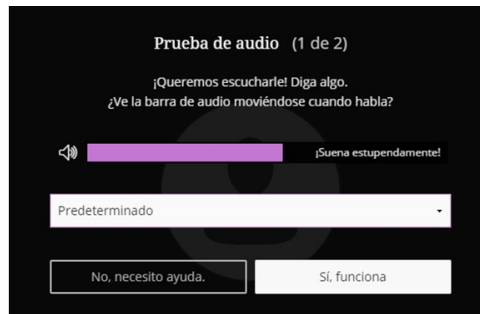 Prueba de audio (1 de 2)
¡Queremos escucharle! Diga algo.
¿Ve la barra de audio moviéndose cuando habla?
¡Suena estupendamente!
Predeterminado
No, necesito ayuda.
Sí, funciona